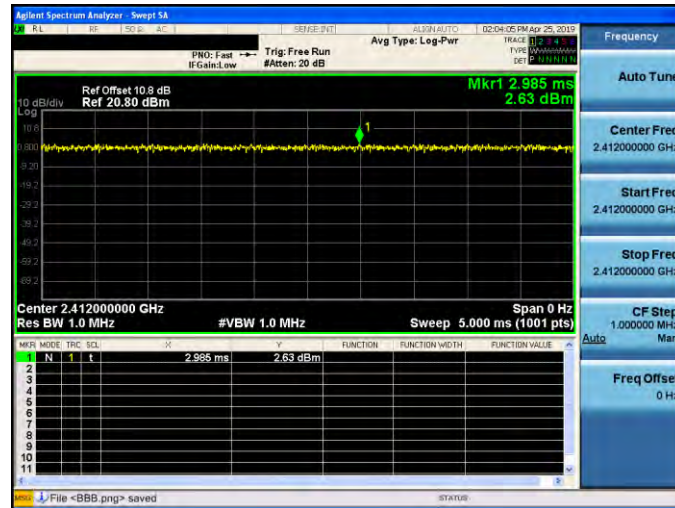 Agilent Spectrum Analyzer - Swept SA
RL RF 50 Ω AC SENSE:INT ALIGN AUTO 02:04:05 PM Apr 25, 2019
Avg Type: Log-Pwr
TRACE 1 2 3 4 5 6
TYPE
DET P N N N N N
PNO: Fast
IFGain:Low
Trig: Free Run
#Atten: 20 dB
Frequency
Ref Offset 10.8 dB
Ref 20.80 dBm
10 dB/div
Log
Mkr1 2.985 ms
2.63 dBm
1
10.8
0.800
-9.20
-19.2
-29.2
-39.2
-49.2
-59.2
-69.2
Center 2.412000000 GHz
Span 0 Hz
Res BW 1.0 MHz
#VBW 1.0 MHz
Sweep 5.000 ms (1001 pts)
MKR MODE TRC SCL X Y FUNCTION FUNCTION WIDTH FUNCTION VALUE
1 N 1 t 2.985 ms 2.63 dBm
2
3
4
5
6
7
8
9
10
11
MSG File <BBB.png> saved STATUS
Auto Tune
Center Freq
2.412000000 GHz
Start Freq
2.412000000 GHz
Stop Freq
2.412000000 GHz
CF Step
1.000000 MHz
Auto Man
Freq Offset
0 Hz